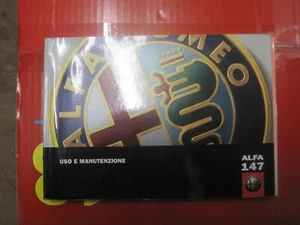 ALFA ROMEO
USO E MANUTENZIONE
ALFA
147